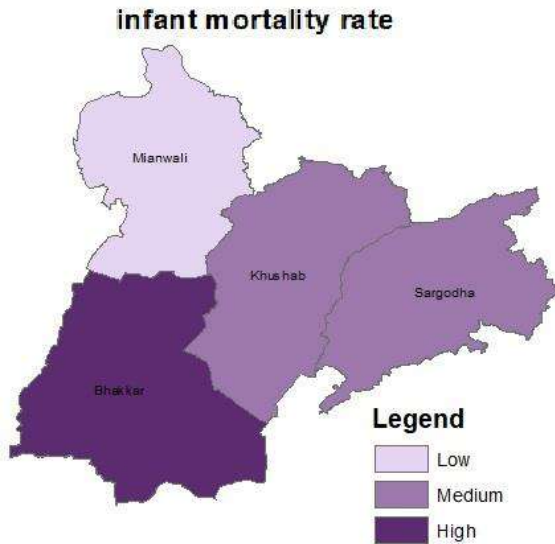 infant mortality rate
Mianwali
Khushab
Sargodha
Bhakkar
Legend
Low
Medium
High